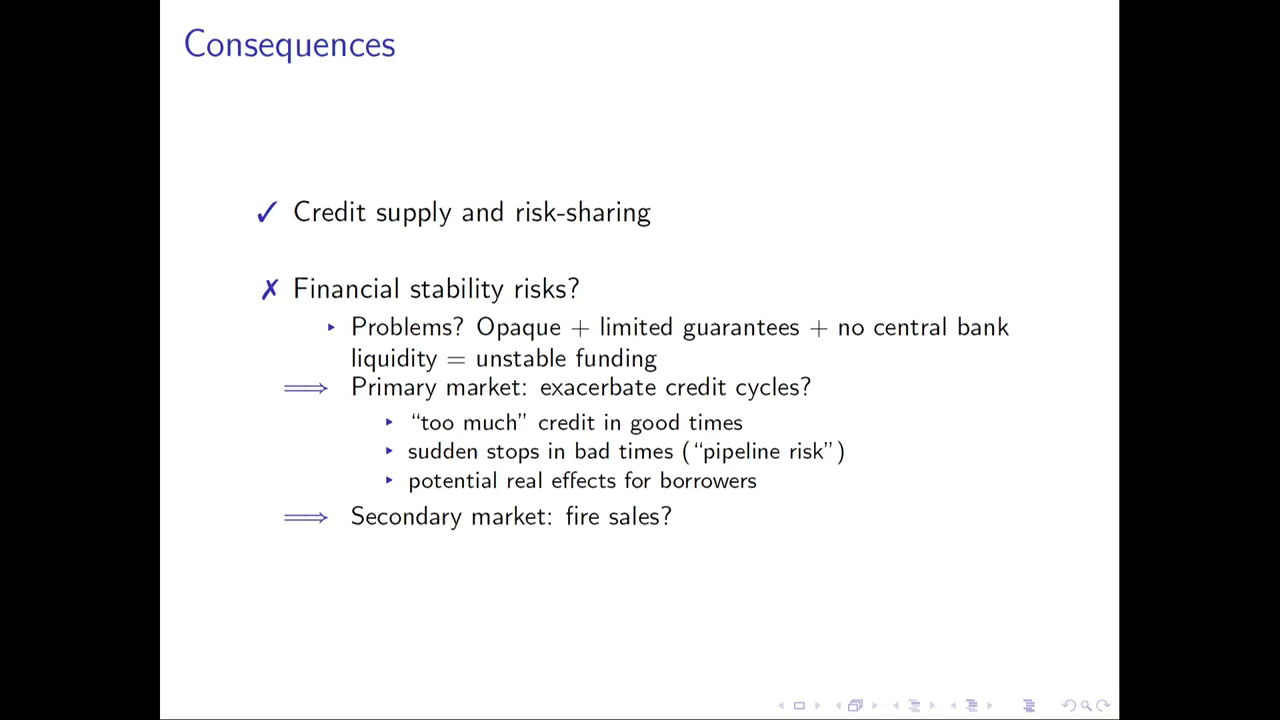 Consequences
✓ Credit supply and risk-sharing
✗ Financial stability risks?
▸ Problems? Opaque + limited guarantees + no central bank
liquidity = unstable funding
⟹ Primary market: exacerbate credit cycles?
▸ “too much” credit in good times
▸ sudden stops in bad times (“pipeline risk”)
▸ potential real effects for borrowers
⟹ Secondary market: fire sales?